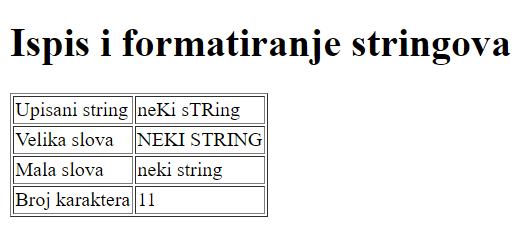 Ispis i formatiranje stringova
Upisani string neKi sTRing
Velika slova NEKI STRING
Mala slova neki string
Broj karaktera 11